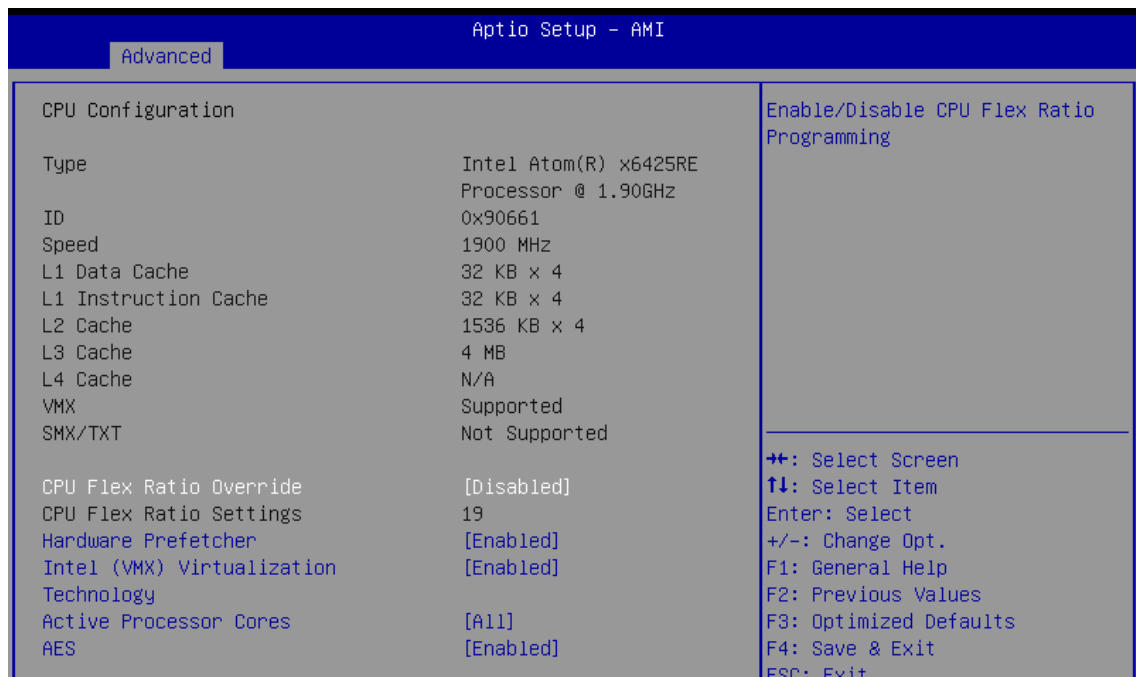 Aptio Setup - AMI
Advanced
CPU Configuration
Type Intel Atom(R) x6425RE
Processor @ 1.90GHz
ID 0x90661
Speed 1900 MHz
L1 Data Cache 32 KB x 4
L1 Instruction Cache 32 KB x 4
L2 Cache 1536 KB x 4
L3 Cache 4 MB
L4 Cache N/A
VMX Supported
SMX/TXT Not Supported
CPU Flex Ratio Override [Disabled]
CPU Flex Ratio Settings 19
Hardware Prefetcher [Enabled]
Intel (VMX) Virtualization [Enabled]
Technology
Active Processor Cores [All]
AES [Enabled]
Enable/Disable CPU Flex Ratio
Programming
→←: Select Screen
↑↓: Select Item
Enter: Select
+/-: Change Opt.
F1: General Help
F2: Previous Values
F3: Optimized Defaults
F4: Save & Exit
ESC: Exit